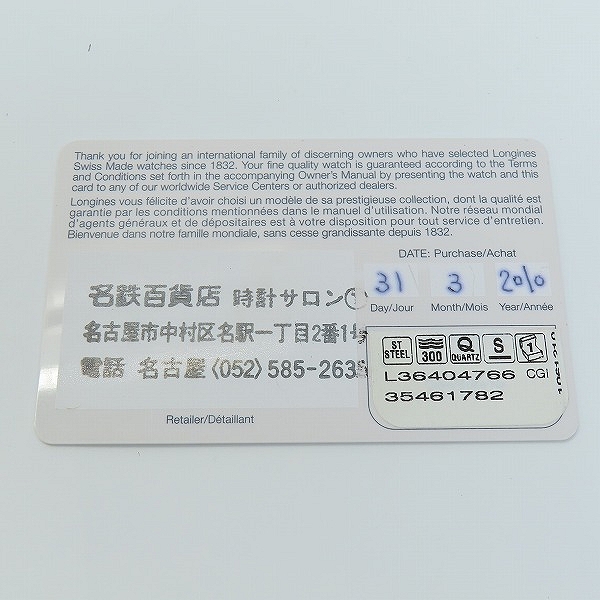 Thank you for joining an international family of discerning owners who have selected Longines
Swiss Made watches since 1832. Your fine quality watch is guaranteed according to the Terms
and Conditions set forth in the accompanying Owner's Manual by presenting the watch and this
card to any of our worldwide Service Centers or authorized dealers.
Longines vous félicite d'avoir choisi un modèle de sa prestigieuse collection, dont la qualité est
garantie par les conditions mentionnées dans le manuel d'utilisation. Notre réseau mondial
d'agents généraux et de dépositaires est à votre disposition pour tout service d'entretien.
Bienvenue dans notre famille mondiale, sans cesse grandissante depuis 1832.
DATE: Purchase/Achat
31 3 2010
Day/Jour Month/Mois Year/Année
名鉄百貨店 時計サロン
名古屋市中村区名駅一丁目2番1号
電話 名古屋〈052〉585-263
ST STEEL 300 Q QUARTZ S 1
L36404766 CGI
35461782
Retailer/Détaillant